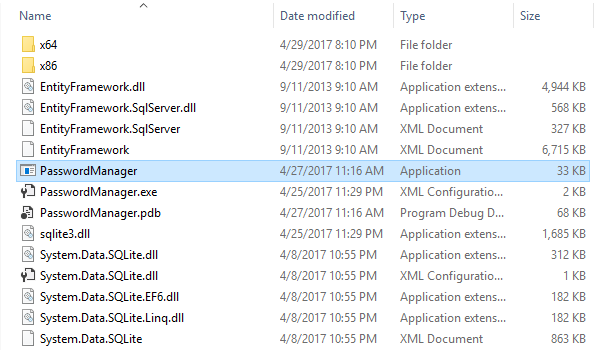 Name Date modified Type Size
x64 4/29/2017 8:10 PM File folder
x86 4/29/2017 8:10 PM File folder
EntityFramework.dll 9/11/2013 9:10 AM Application extens... 4,944 KB
EntityFramework.SqlServer.dll 9/11/2013 9:10 AM Application extens... 568 KB
EntityFramework.SqlServer 9/11/2013 9:10 AM XML Document 327 KB
EntityFramework 9/11/2013 9:10 AM XML Document 6,715 KB
PasswordManager 4/27/2017 11:16 AM Application 33 KB
PasswordManager.exe 4/25/2017 11:29 PM XML Configuratio... 2 KB
PasswordManager.pdb 4/27/2017 11:16 AM Program Debug D... 68 KB
sqlite3.dll 4/25/2017 11:29 PM Application extens... 1,685 KB
System.Data.SQLite.dll 4/8/2017 10:55 PM Application extens... 312 KB
System.Data.SQLite.dll 4/8/2017 10:55 PM XML Configuratio... 1 KB
System.Data.SQLite.EF6.dll 4/8/2017 10:55 PM Application extens... 182 KB
System.Data.SQLite.Linq.dll 4/8/2017 10:55 PM Application extens... 182 KB
System.Data.SQLite 4/8/2017 10:55 PM XML Document 863 KB